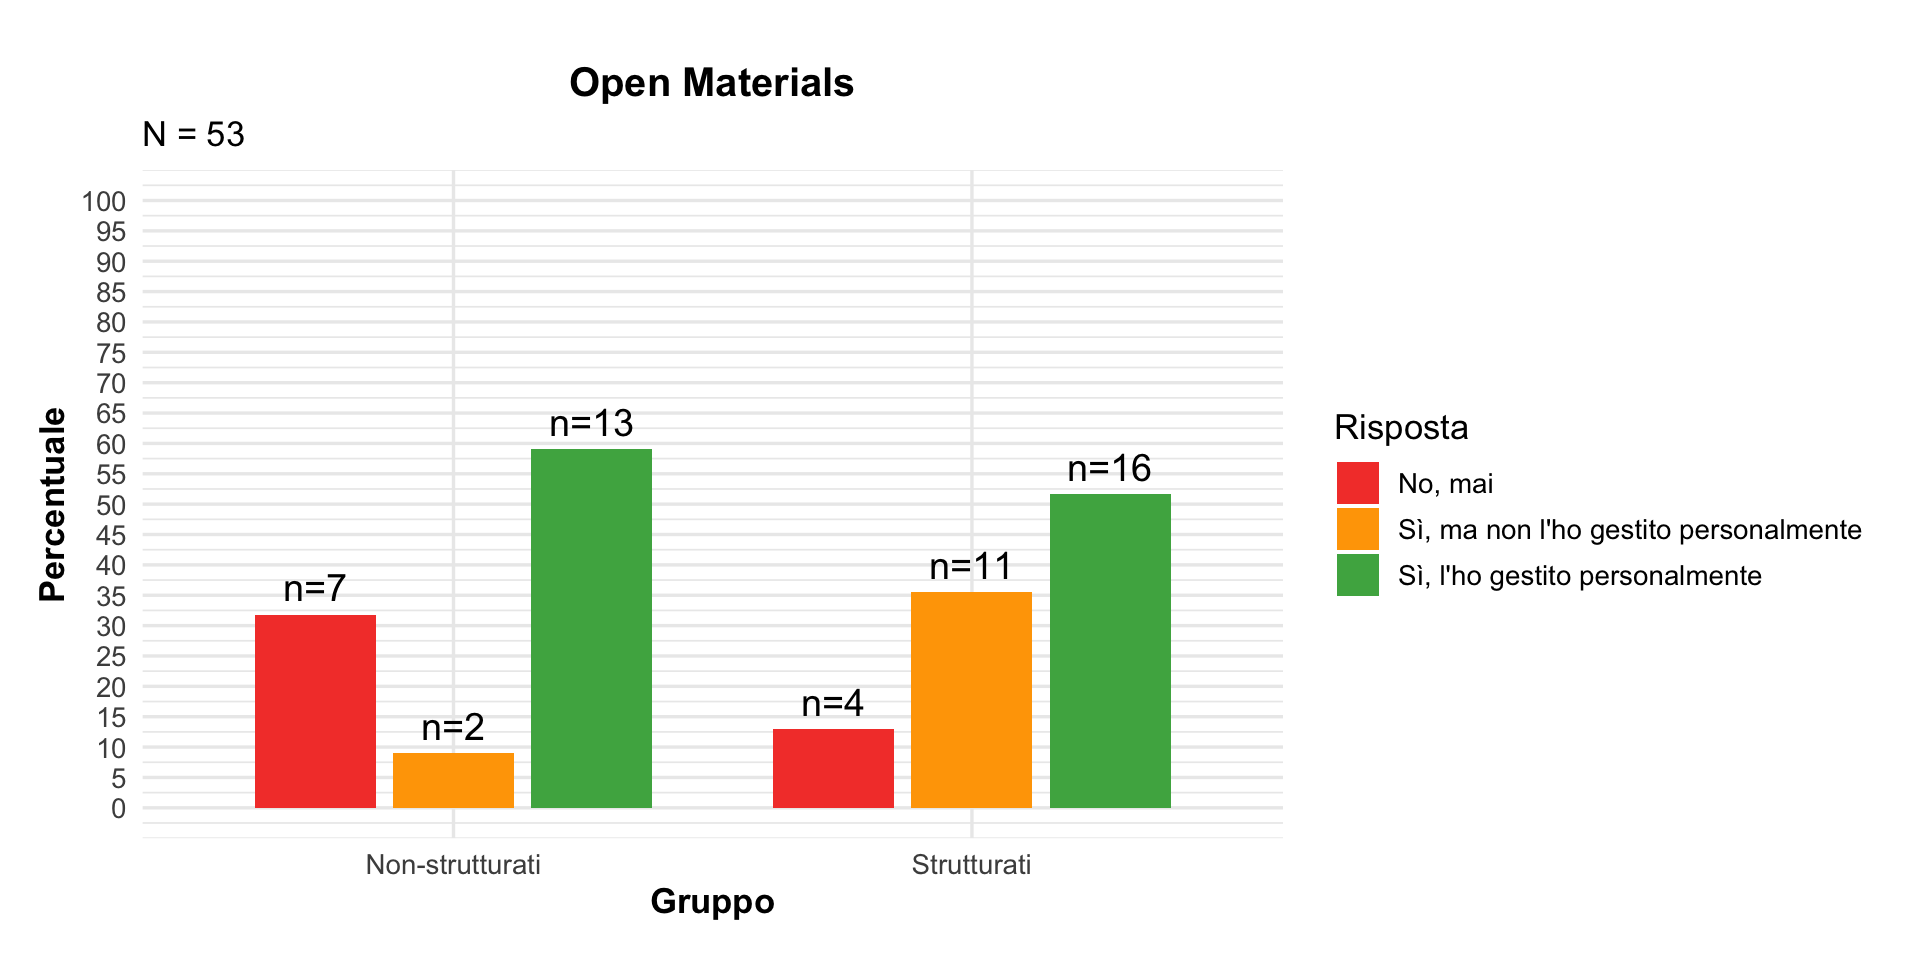 Open Materials
N = 53
Percentuale
100
95
90
85
80
75
70
65
60
55
50
45
40
35
30
25
20
15
10
5
0
n=7
n=2
n=13
n=4
n=11
n=16
Non-strutturati
Strutturati
Gruppo
Risposta
No, mai
Sì, ma non l'ho gestito personalmente
Sì, l'ho gestito personalmente